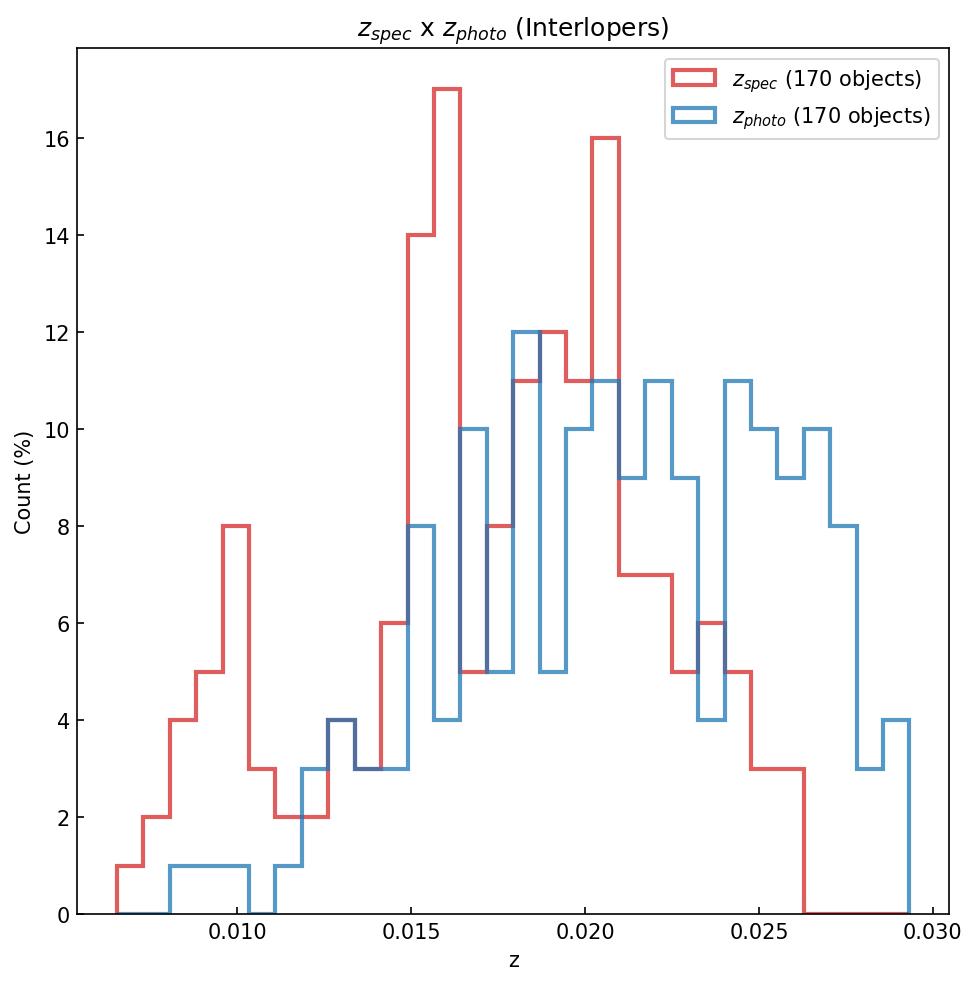 z_spec x z_photo (Interlopers)
z_spec (170 objects)
z_photo (170 objects)
Count (%)
16
14
12
10
8
6
4
2
0
0.010 0.015 0.020 0.025 0.030
z